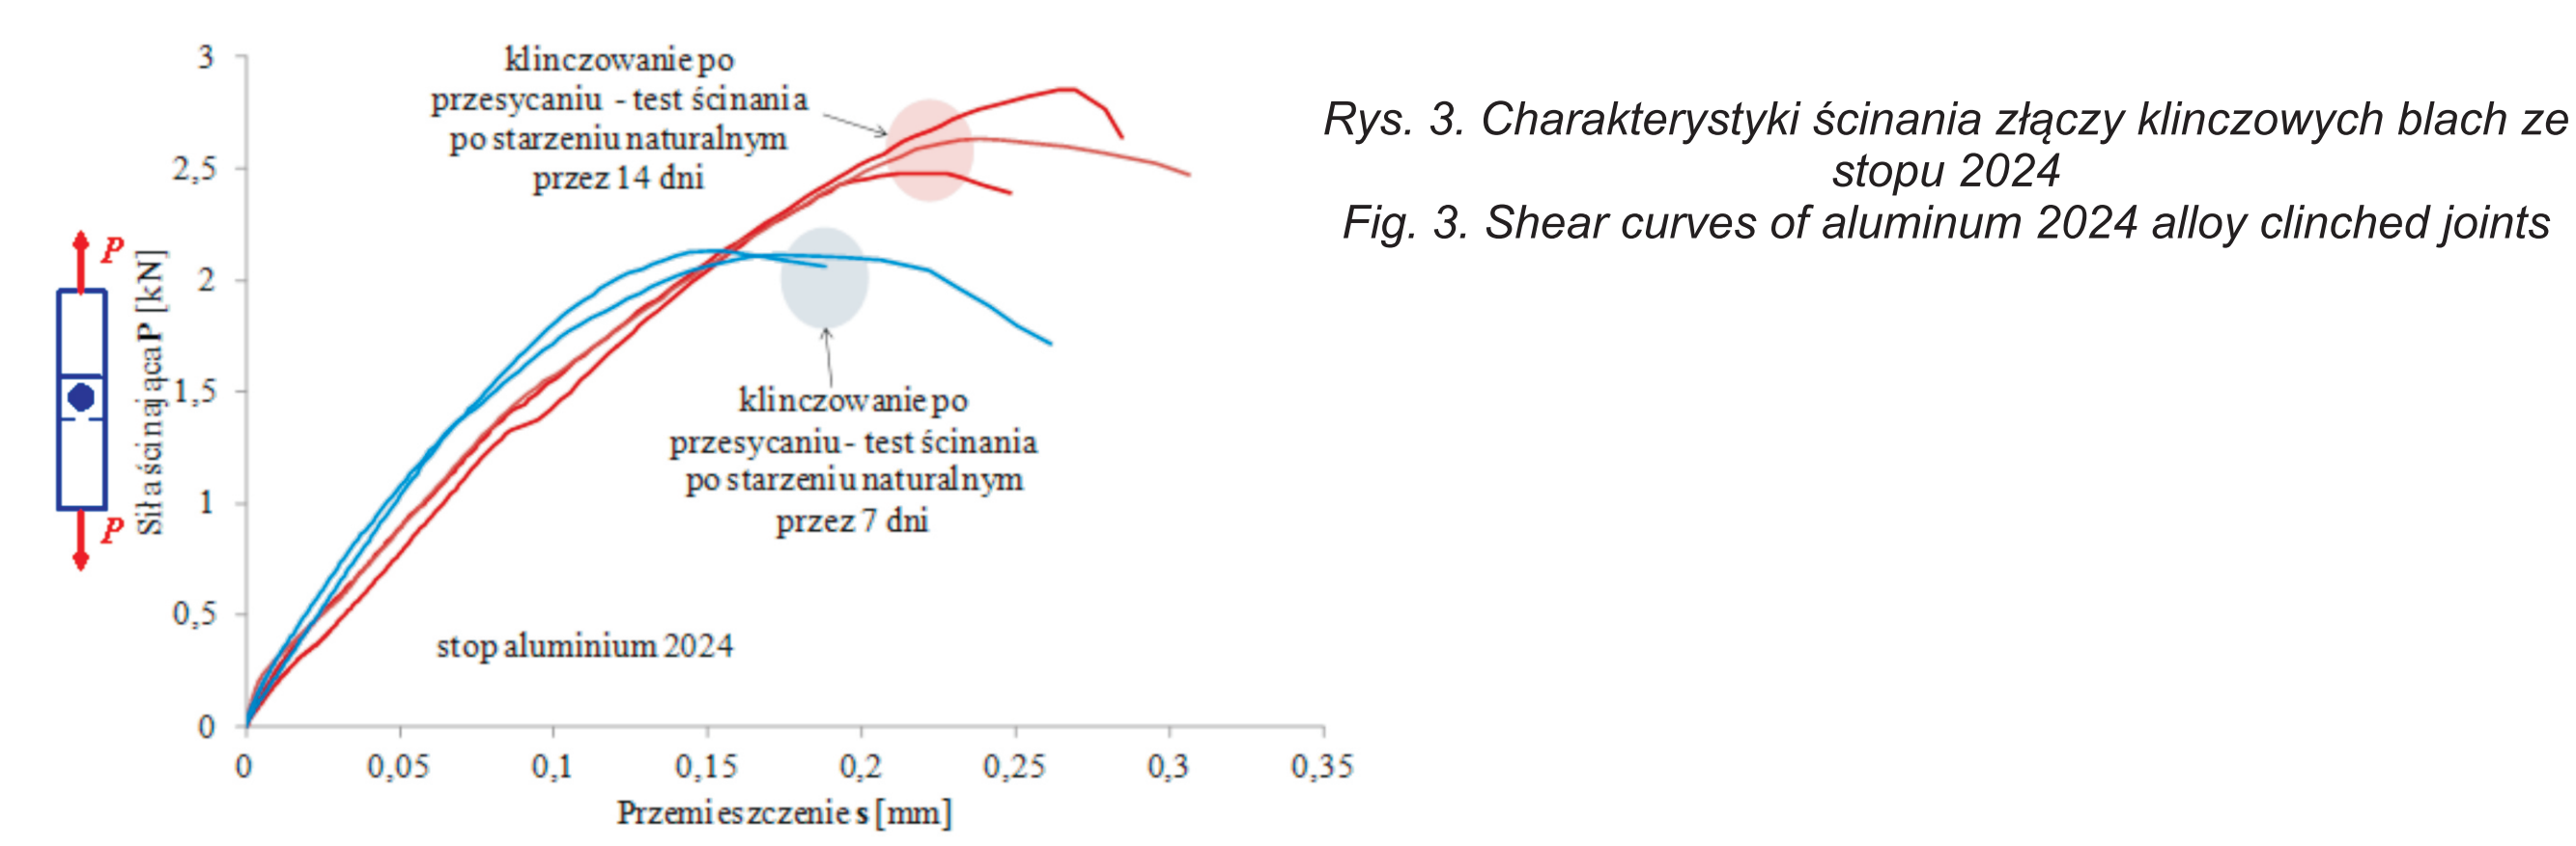 3
2,5
2
1,5
1
0,5
0
0
0,05
0,1
0,15
0,2
0,25
0,3
0,35
Siła ścinająca P [kN]
Przemieszczenie s [mm]
P
P
klinczowanie po
przesycaniu - test ścinania
po starzeniu naturalnym
przez 14 dni
klinczowanie po
przesycaniu- test ścinania
po starzeniu naturalnym
przez 7 dni
stop aluminium 2024
Rys. 3. Charakterystyki ścinania złączy klinczowych blach ze
stopu 2024
Fig. 3. Shear curves of aluminum 2024 alloy clinched joints